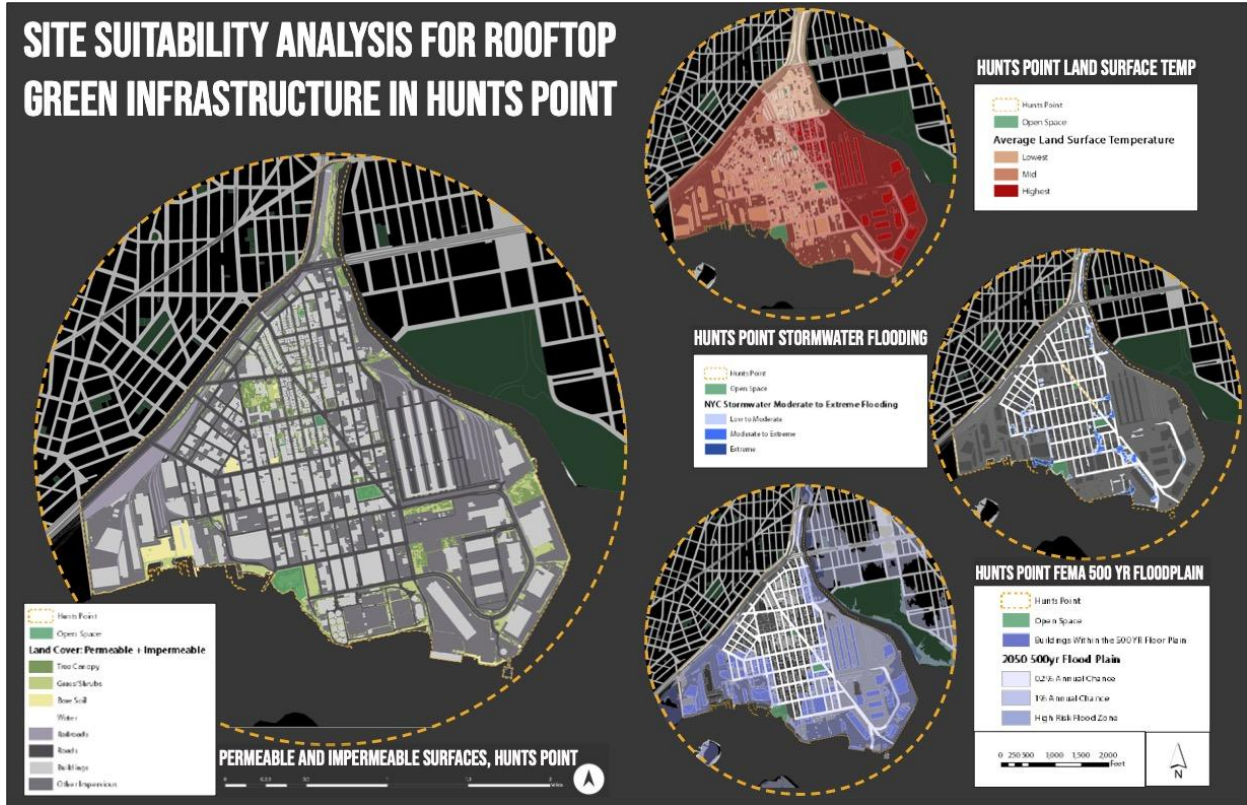 SITE SUITABILITY ANALYSIS FOR ROOFTOP
GREEN INFRASTRUCTURE IN HUNTS POINT
HUNTS POINT LAND SURFACE TEMP
Hunts Point
Open Space
Average Land Surface Temperature
Lowest
Mid
Highest
HUNTS POINT STORMWATER FLOODING
Hunts Point
Open Space
NYC Stormwater Moderate to Extreme Flooding
Low to Moderate
Moderate to Extreme
Extreme
HUNTS POINT FEMA 500 YR FLOODPLAIN
Hunts Point
Open Space
Buildings Within the 500 YR Floor Plain
2050 500yr Flood Plain
0.2% Annual Chance
1% Annual Chance
High Risk Flood Zone
0 250 500 1,000 1,500 2,000
Feet
N
Hunts Point
Open Space
Land Cover: Permeable + Impermeable
Tree Canopy
Grass/Shrubs
Bare Soil
Water
Railroads
Roads
Buildings
Other Impervious
PERMEABLE AND IMPERMEABLE SURFACES, HUNTS POINT